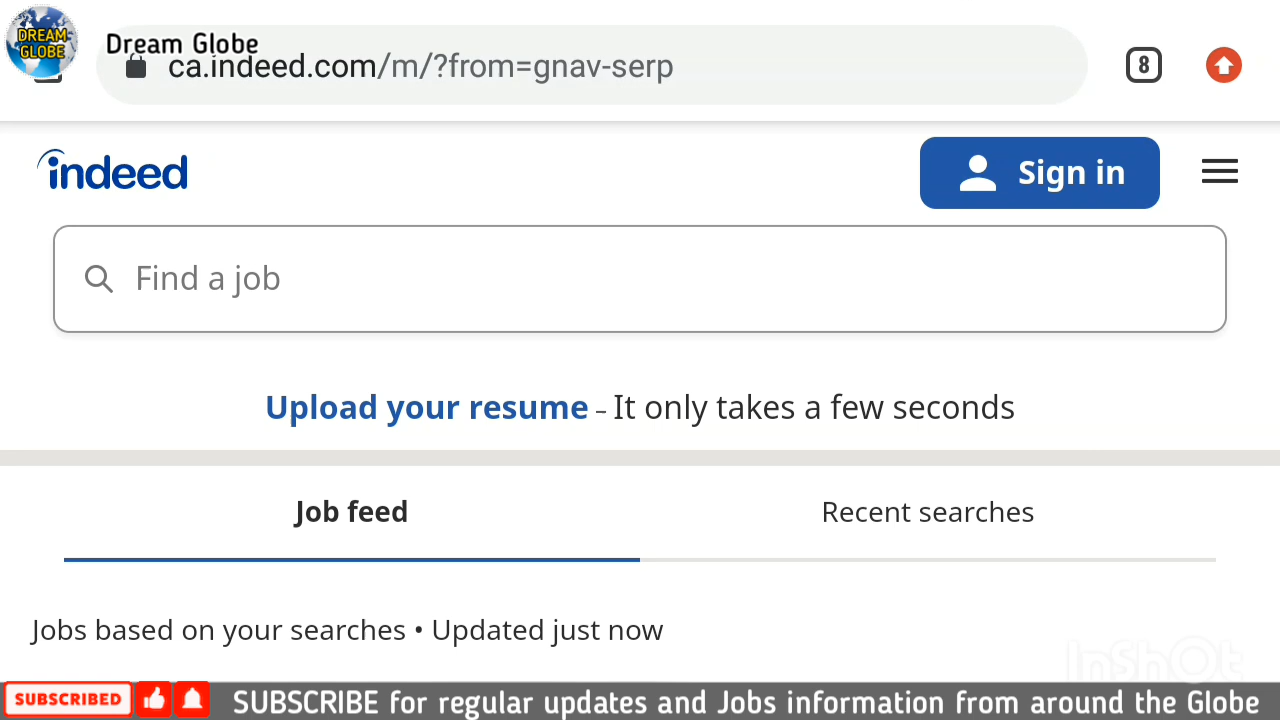 DREAM
GLOBE
Dream Globe
ca.indeed.com/m/?from=gnav-serp
8
indeed
Sign in
Find a job
Upload your resume – It only takes a few seconds
Job feed
Recent searches
Jobs based on your searches • Updated just now
InShOt
SUBSCRIBED
SUBSCRIBE for regular updates and Jobs information from around the Globe